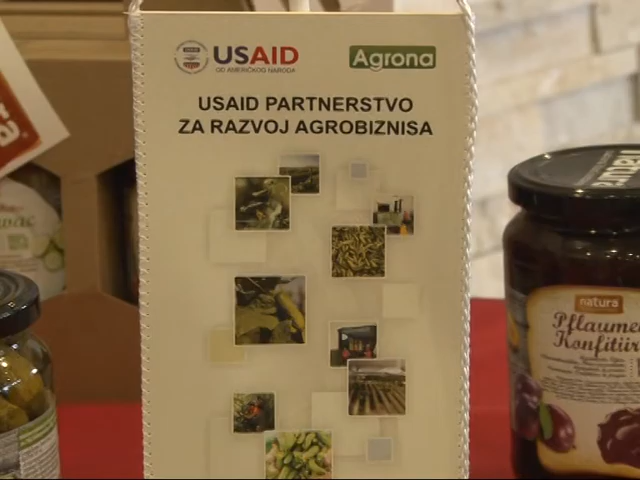 USAID
OD AMERIČKOG NARODA
Agrona
USAID PARTNERSTVO
ZA RAZVOJ AGROBIZNISA
natura
Pflaumen
Konfitür